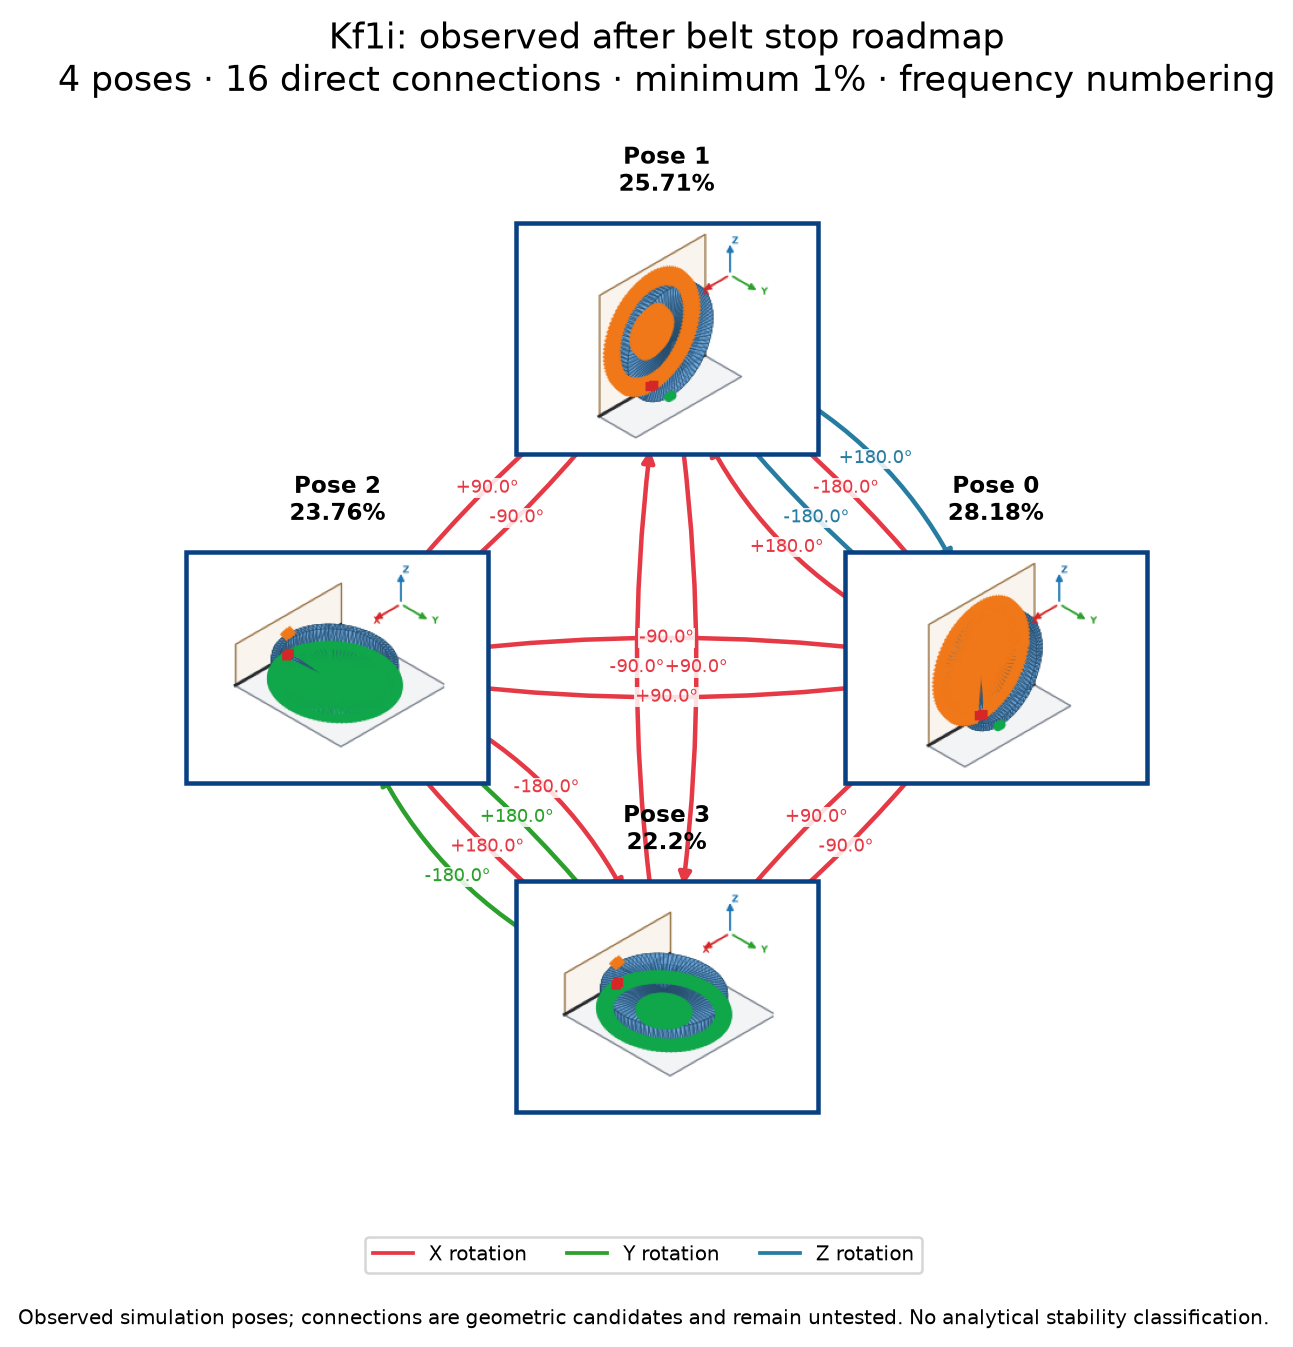 Kf1i: observed after belt stop roadmap
4 poses · 16 direct connections · minimum 1% · frequency numbering
Pose 1
25.71%
Z
X
Y
+180.0°
Pose 2
23.76%
+90.0°
-90.0°
-180.0°
-180.0°
+180.0°
Pose 0
28.18%
Z
X
Y
Z
X
Y
-90.0°
-90.0°
+90.0°
+90.0°
-180.0°
+180.0°
+180.0°
-180.0°
Pose 3
22.2%
+90.0°
-90.0°
Z
X
Y
X rotation
Y rotation
Z rotation
Observed simulation poses; connections are geometric candidates and remain untested. No analytical stability classification.